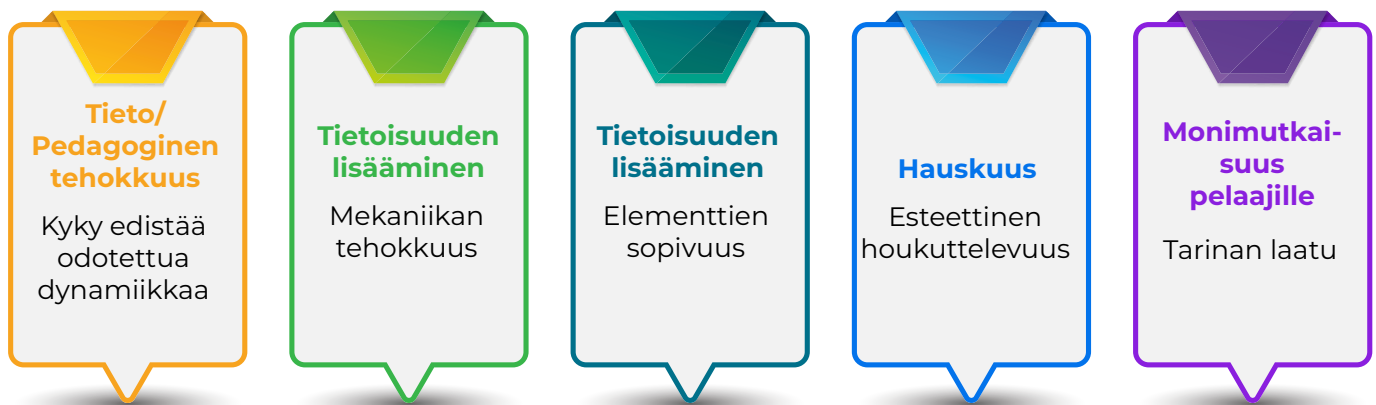 Tieto/
Pedagoginen
tehokkuus
Kyky edistää
odotettua
dynamiikkaa
Tietoisuuden
lisääminen
Mekaniikan
tehokkuus
Tietoisuuden
lisääminen
Elementtien
sopivuus
Hauskuus
Esteettinen
houkuttelevuus
Monimutkai-
suus
pelaajille
Tarinan laatu